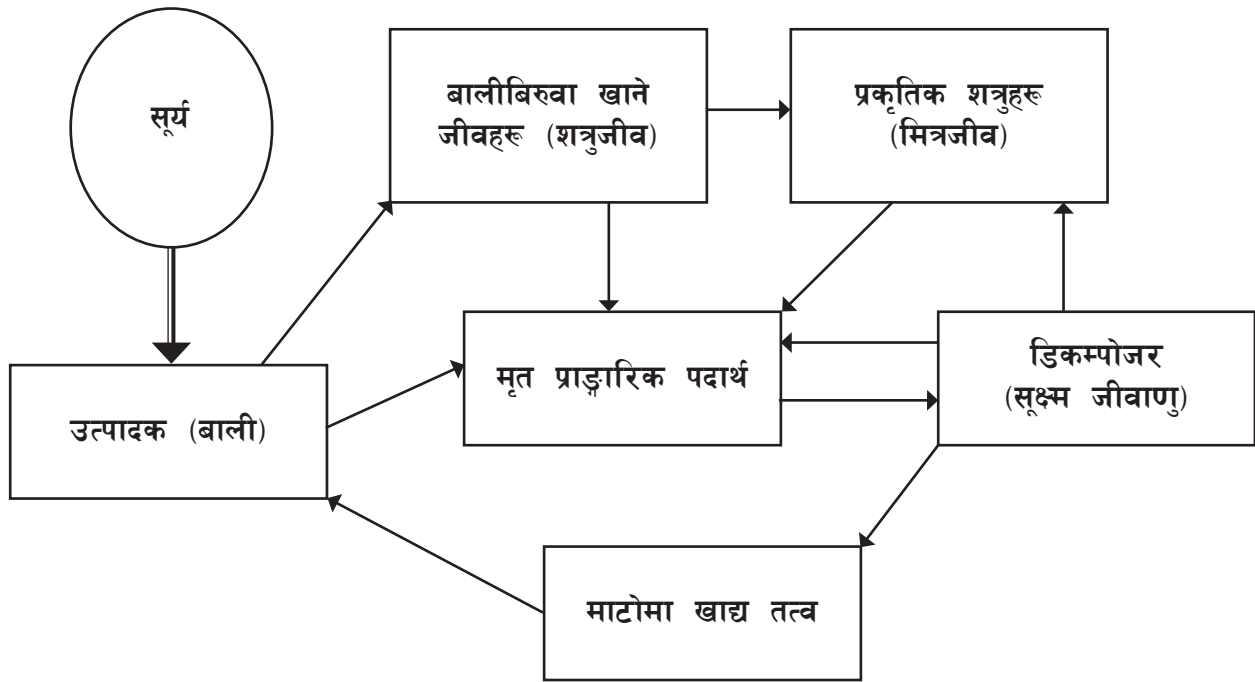 सूर्य
बालीबिरुवा खाने
जीवहरू (शत्रुजीव)
प्रकृतिक शत्रुहरू
(मित्रजीव)
उत्पादक (बाली)
मृत प्राङ्गारिक पदार्थ
डिकम्पोजर
(सूक्ष्म जीवाणु)
माटोमा खाद्य तत्व